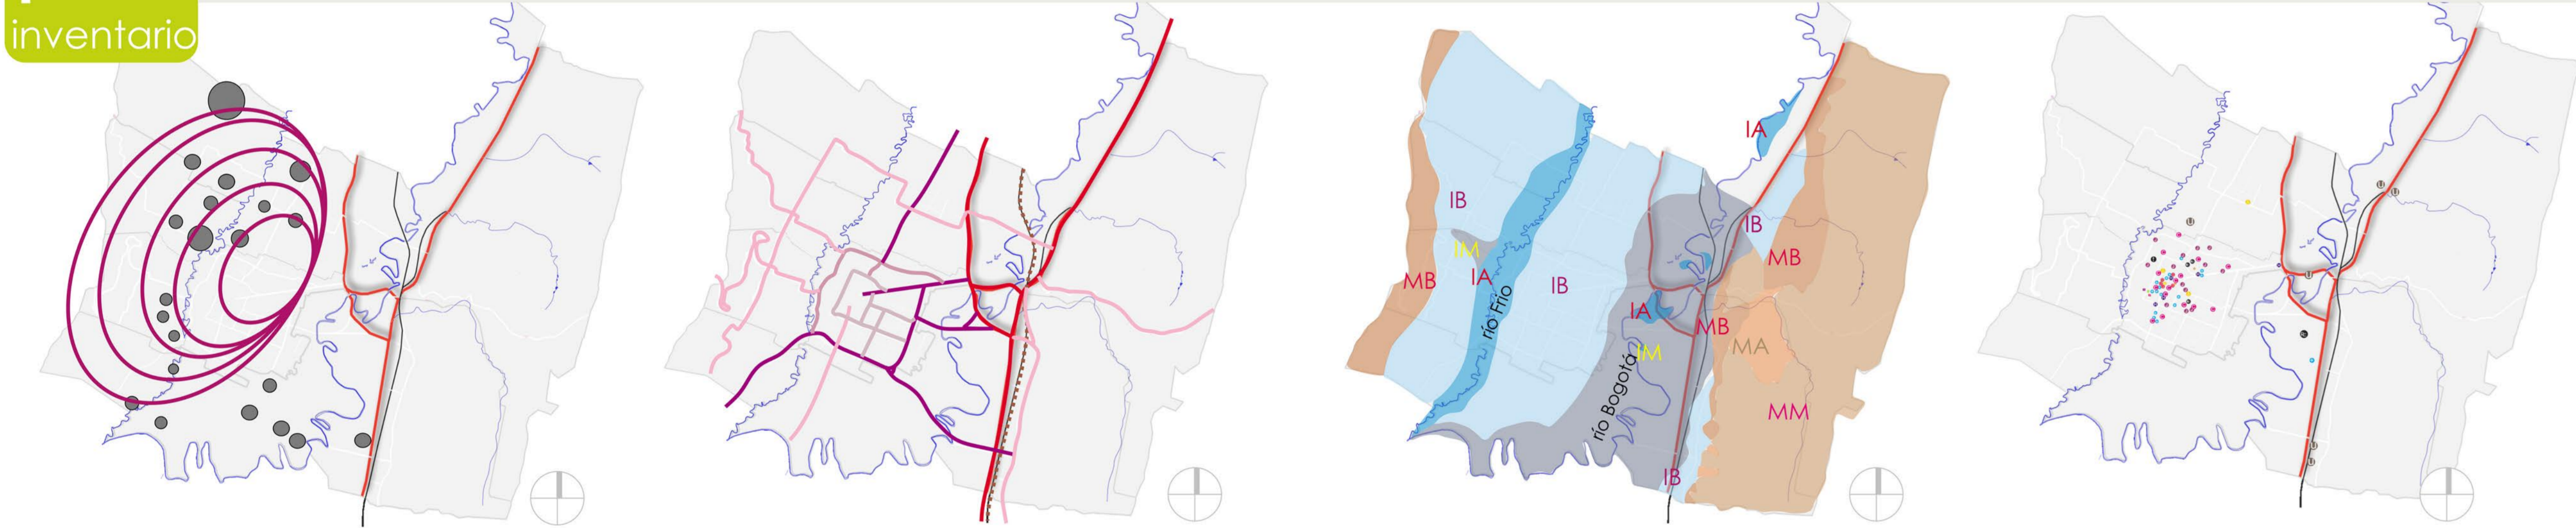 inventario
IA
IB
IB
IM
MB
IA
MB
IB
río Frío
IA
MB
IM
MA
río Bogotá
MM
IB
U
U
U
U
U
U